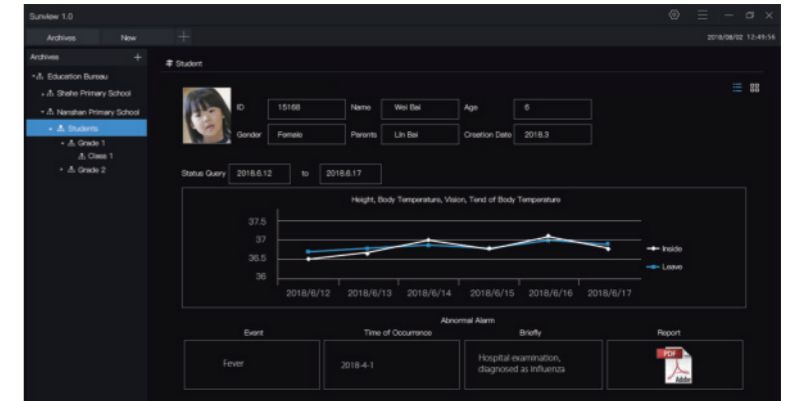 Sunview 1.0
Archives New
2018/08/02 12:49:56
Archives
Education Bureau
Shahe Primary School
Nanshan Primary School
Students
Grade 1
Class 1
Grade 2
Student
ID 15168 Name Wei Bai Age 6
Gender Female Parents Lin Bai Creation Date 2018.3
Status Query 2018.6.12 to 2018.6.17
Height, Body Temperature, Vision, Tend of Body Temperature
37.5
37
36.5
36
Inside
Leave
2018/6/12 2018/6/13 2018/6/14 2018/6/15 2018/6/16 2018/6/17
Abnormal Alarm
Event Time of Occurrence Briefly Report
Fever 2018-4-1 Hospital examination,
diagnosed as influenza
PDF
Adobe